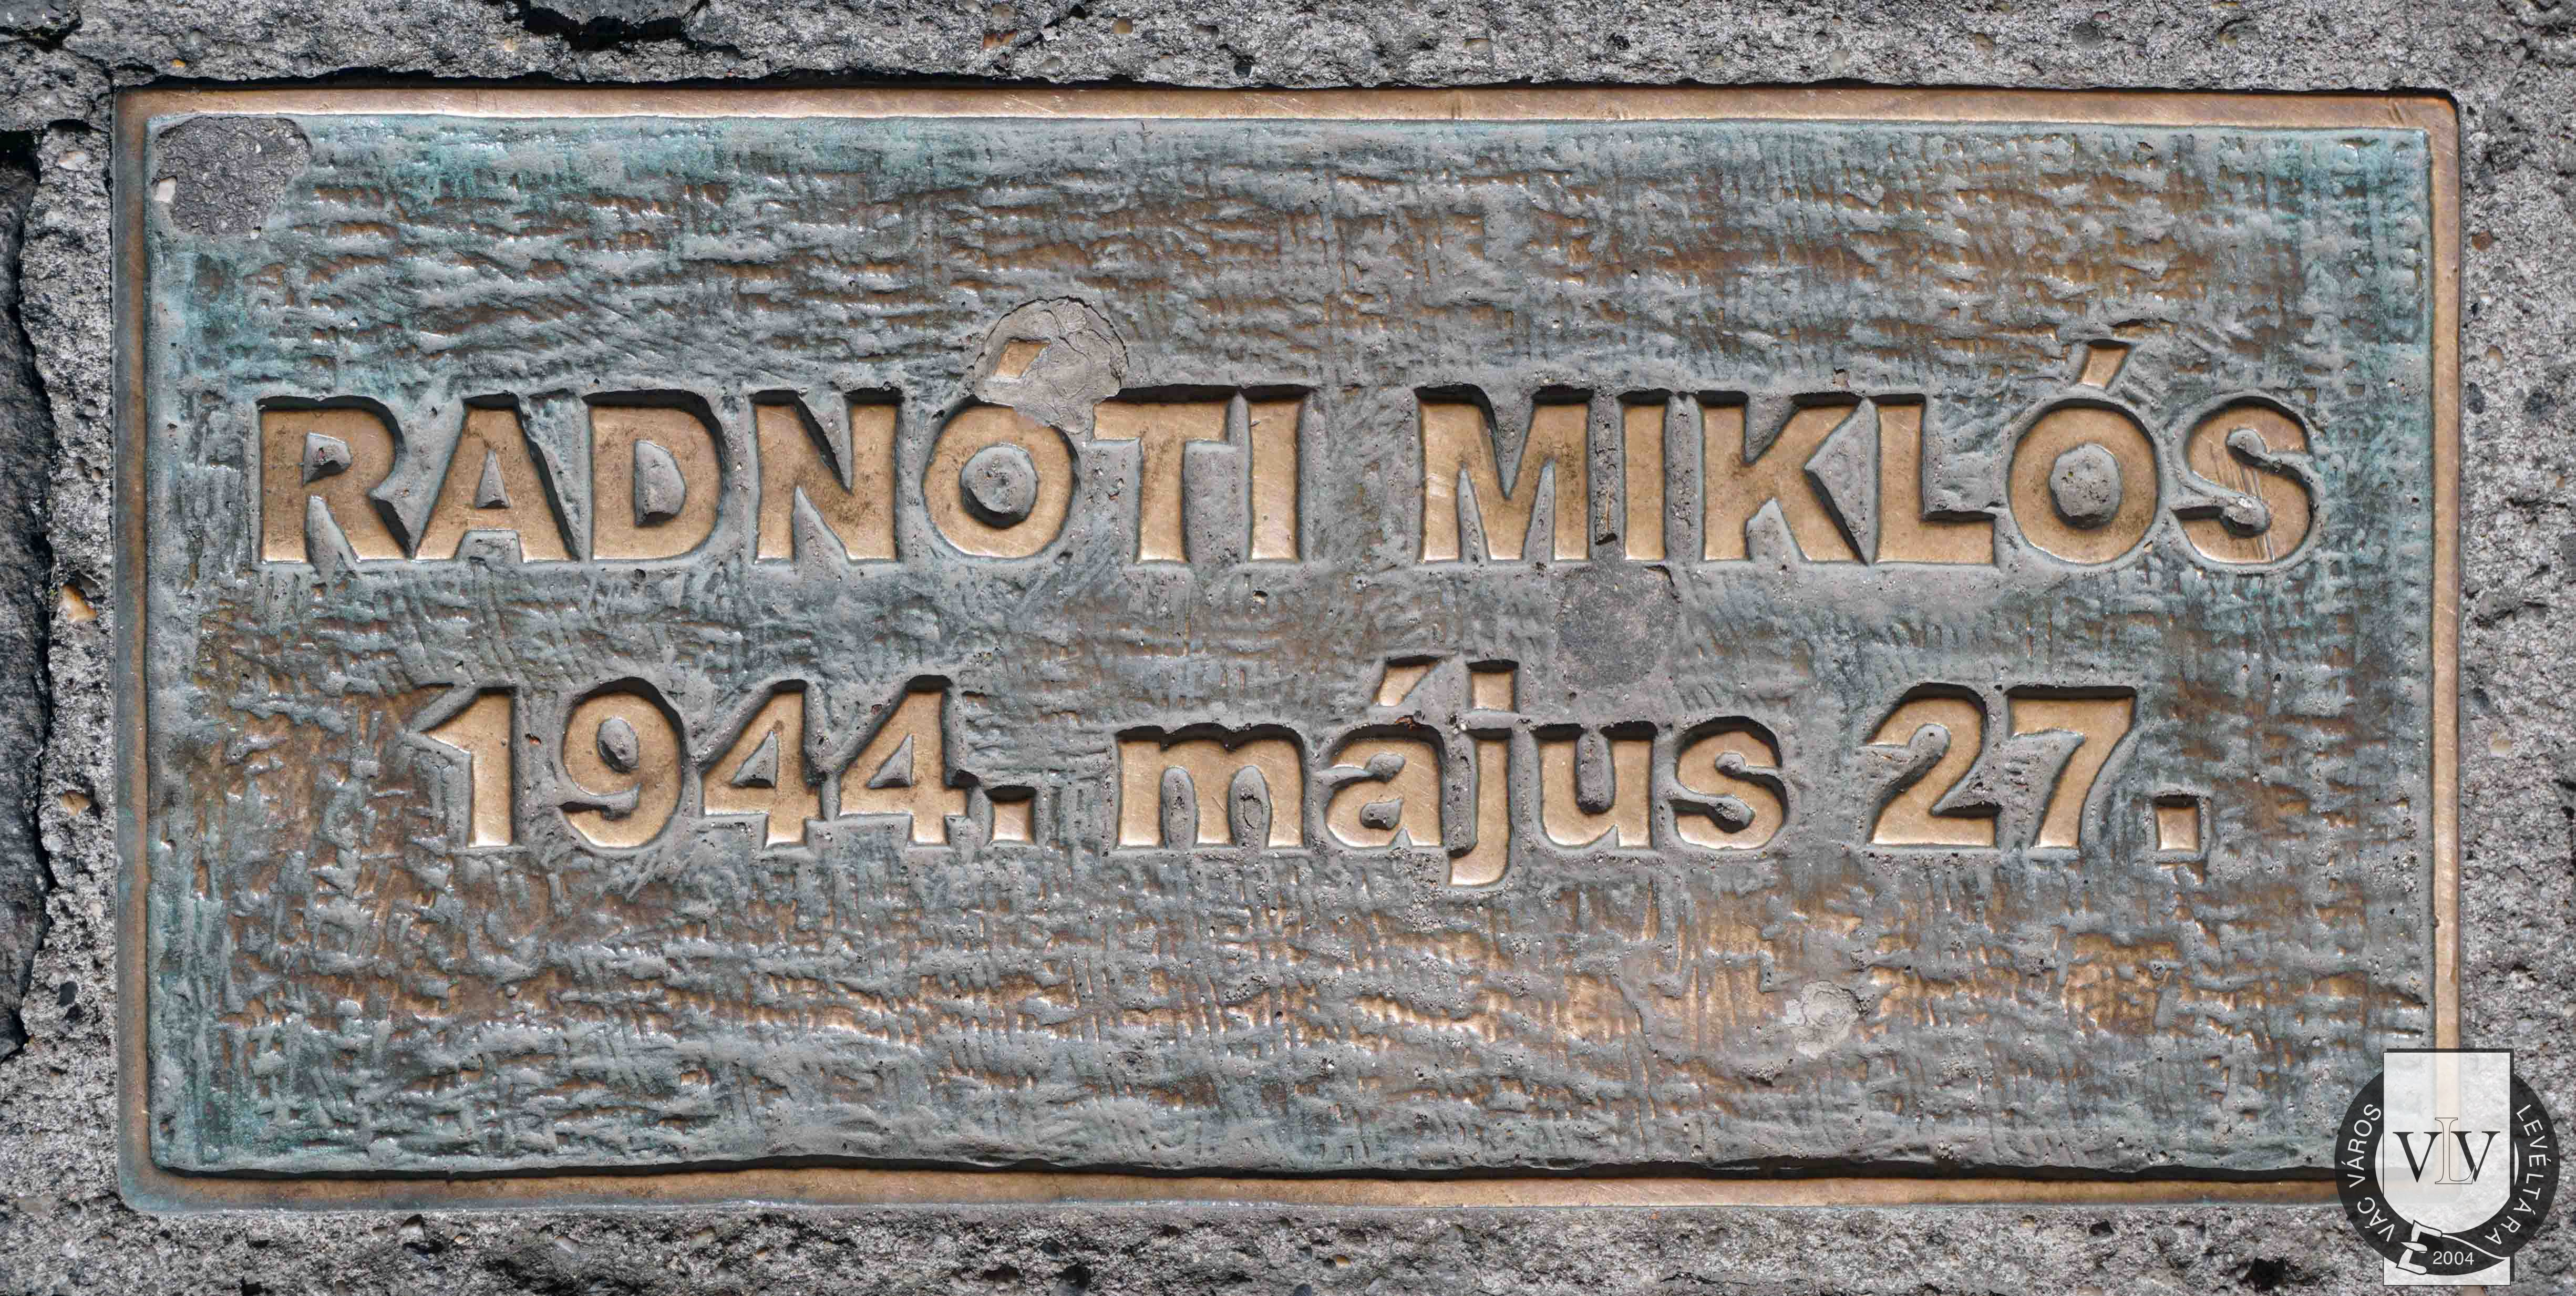 RADNÓTI MIKLÓS
1944. május 27.
VÁC VÁROS LEVÉLTÁRA
VLV
2004